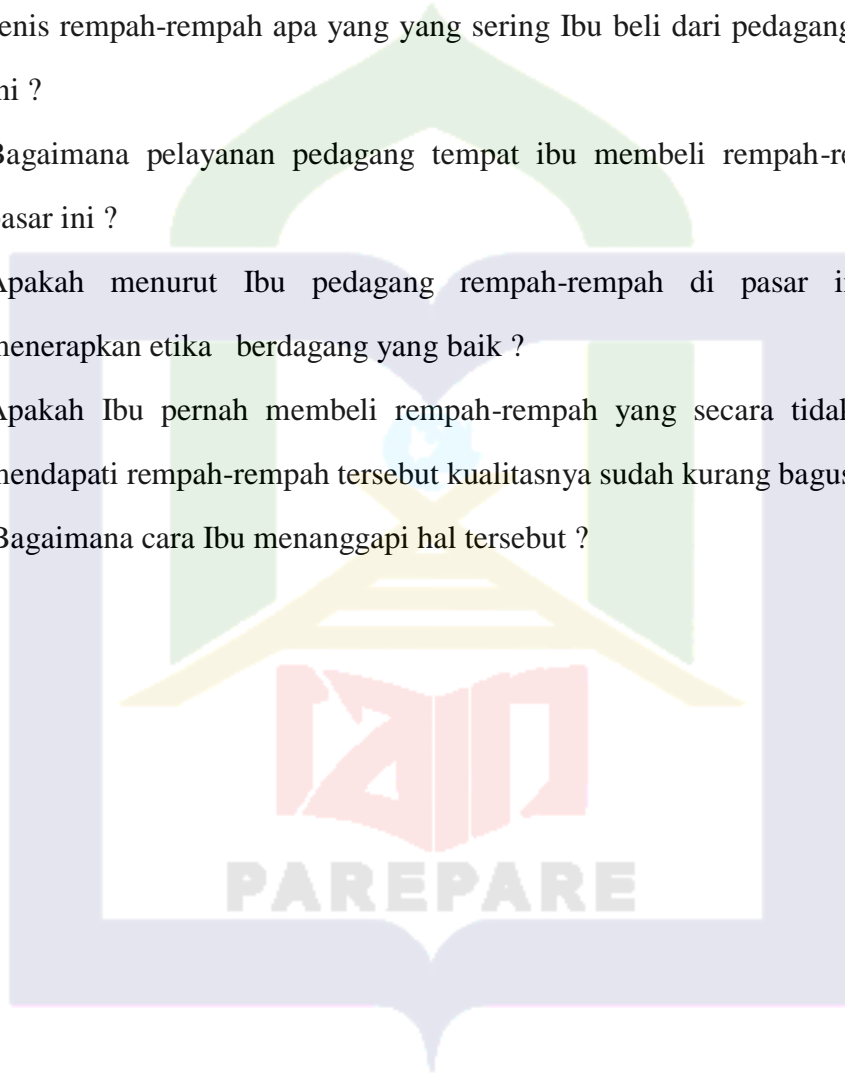 enis rempah-rempah apa yang yang sering Ibu beli dari pedagang
ni ?
Bagaimana pelayanan pedagang tempat ibu membeli rempah-re
pasar ini ?
Apakah menurut Ibu pedagang rempah-rempah di pasar i
menerapkan etika berdagang yang baik ?
Apakah Ibu pernah membeli rempah-rempah yang secara tidak
mendapati rempah-rempah tersebut kualitasnya sudah kurang bagus
Bagaimana cara Ibu menanggapi hal tersebut ?
iain
PAREPARE